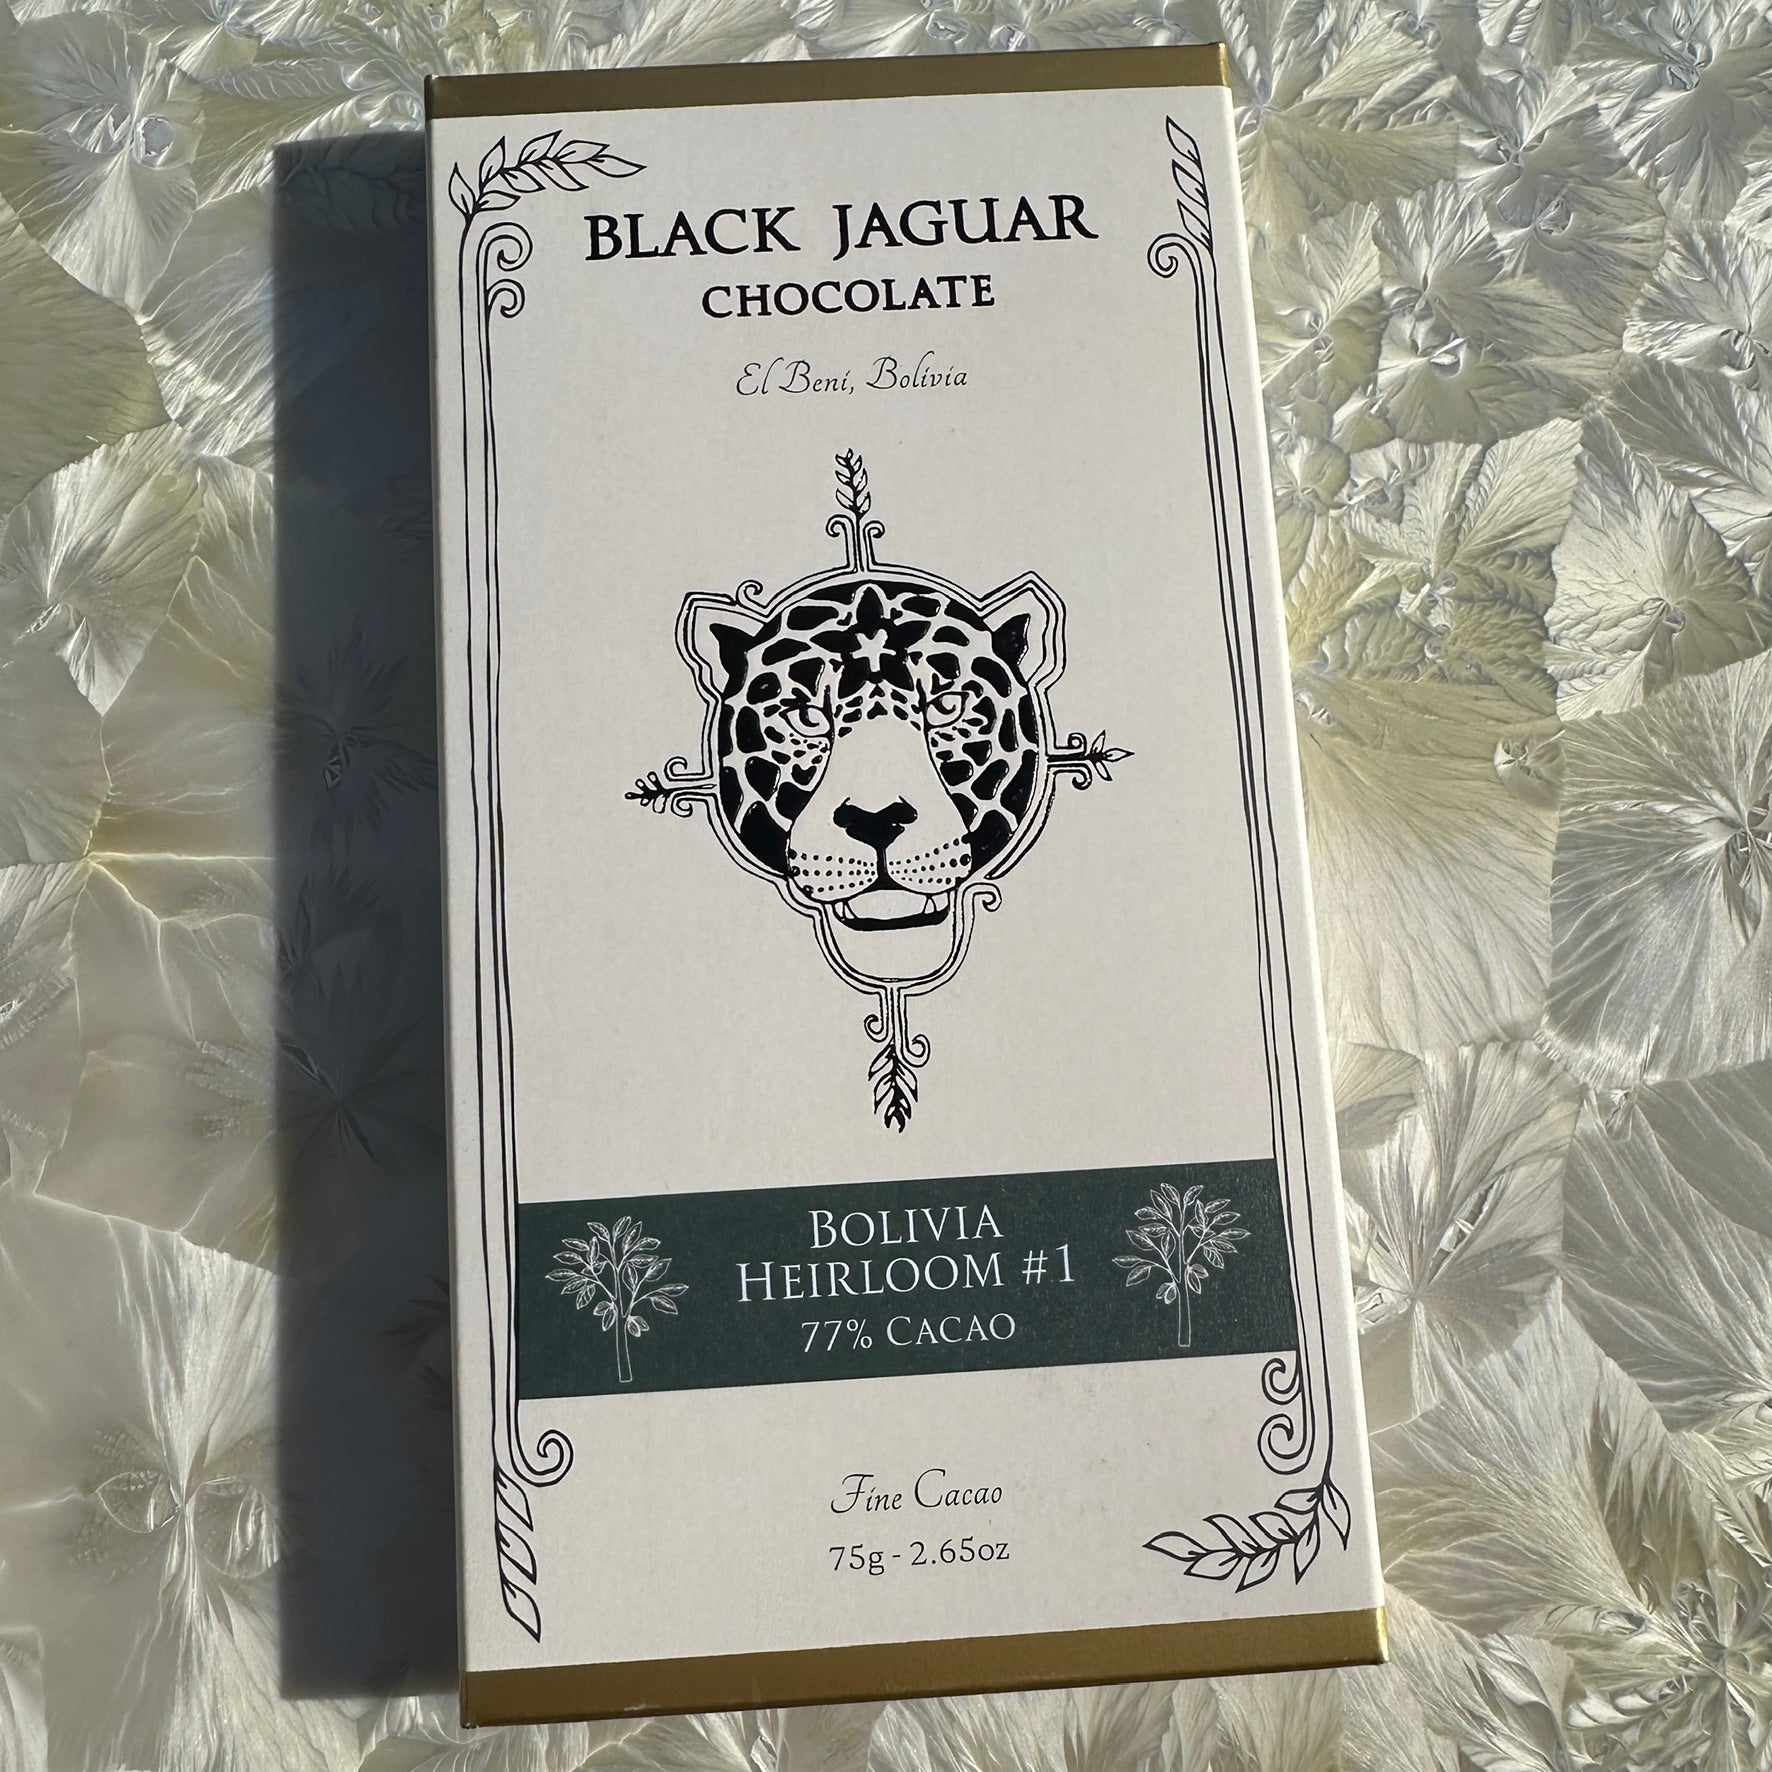 BLACK JAGUAR
CHOCOLATE
El Beni, Bolivia
BOLIVIA
HEIRLOOM #1
77% CACAO
Fine Cacao
75g - 2.65oz